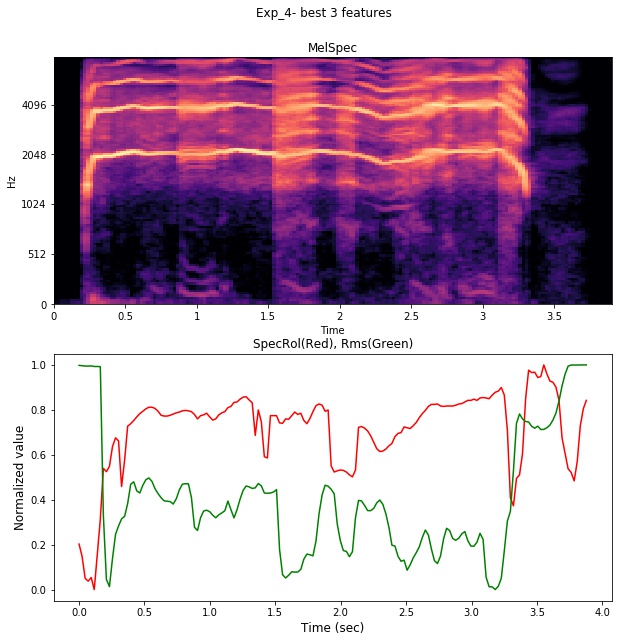 Exp_4- best 3 features
MelSpec
4096
2048
1024
512
0
Hz
0 0.5 1 1.5 2 2.5 3 3.5
Time
SpecRol(Red), Rms(Green)
1.0
0.8
0.6
0.4
0.2
0.0
Normalized value
0.0 0.5 1.0 1.5 2.0 2.5 3.0 3.5 4.0
Time (sec)